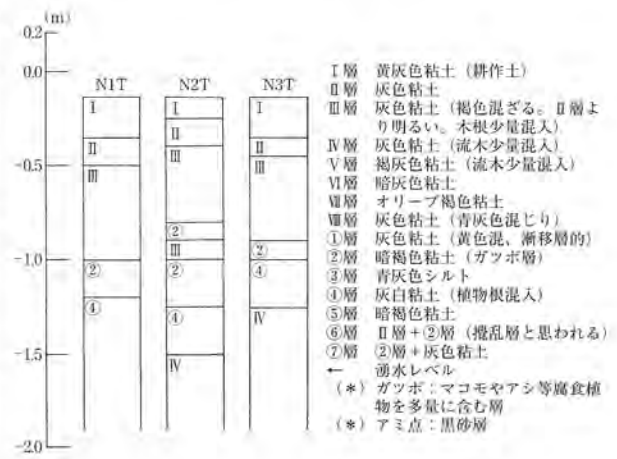 (m)
0.2
0.0
-0.5
-1.0
-1.5
-2.0
N1T
Ⅰ
Ⅱ
Ⅲ
②
④
N2T
Ⅰ
Ⅱ
Ⅲ
②
Ⅲ
②
④
Ⅳ
N3T
Ⅰ
Ⅱ
Ⅲ
②
④
Ⅳ
Ⅰ層 黄灰色粘土（耕作土）
Ⅱ層 灰色粘土
Ⅲ層 灰色粘土（褐色混ざる。Ⅱ層よ
り明るい。木根少量混入）
Ⅳ層 灰色粘土（流木少量混入）
Ⅴ層 褐灰色粘土（流木少量混入）
Ⅵ層 暗灰色粘土
Ⅶ層 オリーブ褐色粘土
Ⅷ層 灰色粘土（青灰色混じり）
①層 灰色粘土（黄色混、漸移層的）
②層 暗褐色粘土（ガツボ層）
③層 青灰色シルト
④層 灰白粘土（植物根混入）
⑤層 暗褐色粘土
⑥層 Ⅱ層＋②層（攪乱層と思われる）
⑦層 ②層＋灰色粘土
← 湧水レベル
（*）ガツボ：マコモやアシ等腐食植
物を多量に含む層
（*）アミ点：黒砂層